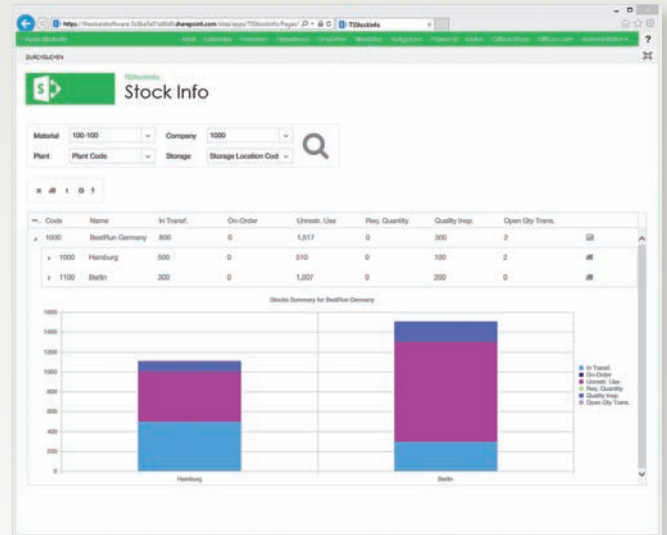 TSStockInfo
DURCHSUCHEN
?
TSStockInfo
S
Stock Info
Material 100-100 Company 1000
Plant Plant Code Storage Storage Location Cod
Code Name In Transf. On-Order Unrestr. Use Req. Quantity Quality Insp. Open Qty Trans.
1000 BestRun Germany 800 0 1,517 0 300 2
1000 Hamburg 500 0 510 0 100 2
1100 Berlin 300 0 1,007 0 200 0
Stocks Summary for BestRun Germany
1600
1400
1200
1000
800
600
400
200
0
Hamburg Berlin
In Transf.
On-Order
Unrestr. Use
Req. Quantity
Quality Insp.
Open Qty Trans.